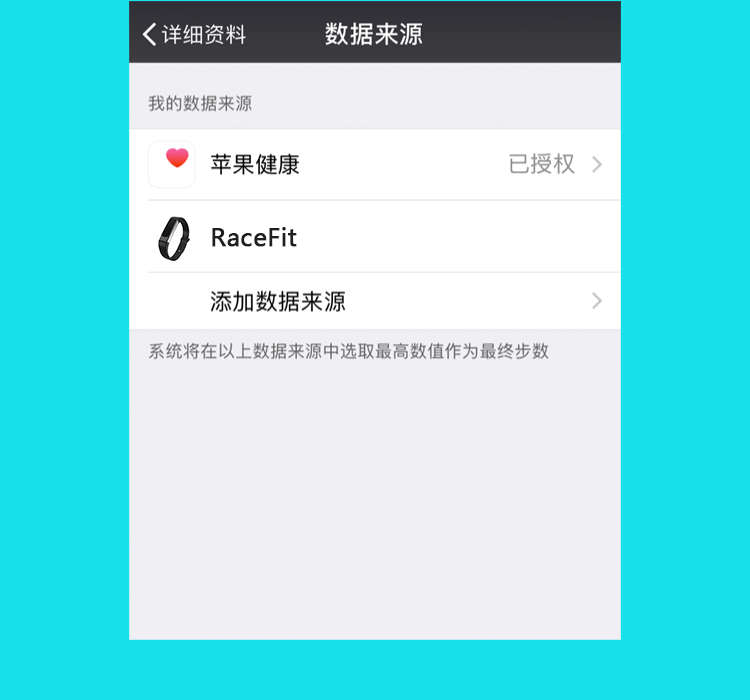 详细资料
数据来源
我的数据来源
苹果健康
已授权
RaceFit
添加数据来源
系统将在以上数据来源中选取最高数值作为最终步数